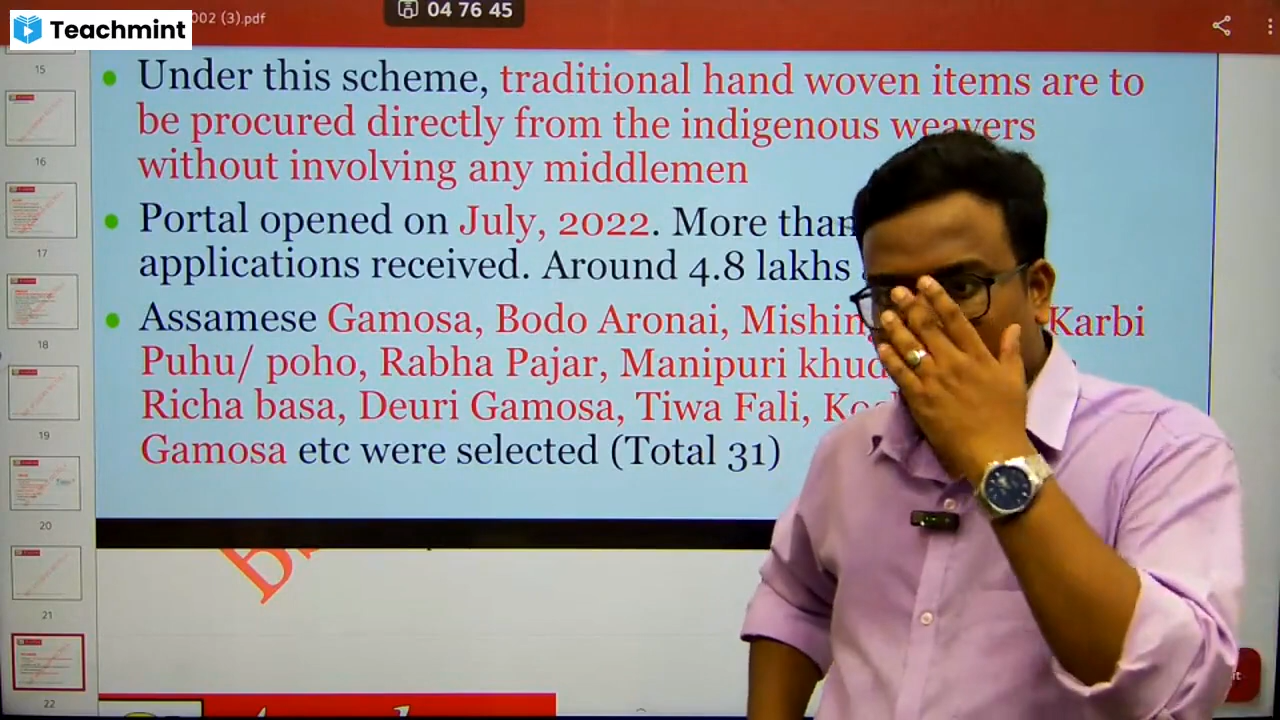 Teachmint
002 (3).pdf
04 76 45
15
16
17
18
19
20
21
22
Under this scheme, traditional hand woven items are to
be procured directly from the indigenous weavers
without involving any middlemen
Portal opened on July, 2022. More than
applications received. Around 4.8 lakhs
Assamese Gamosa, Bodo Aronai, Mishing Karbi
Puhu/ poho, Rabha Pajar, Manipuri
Richa basa, Deuri Gamosa, Tiwa Fali,
Gamosa etc were selected (Total 31)